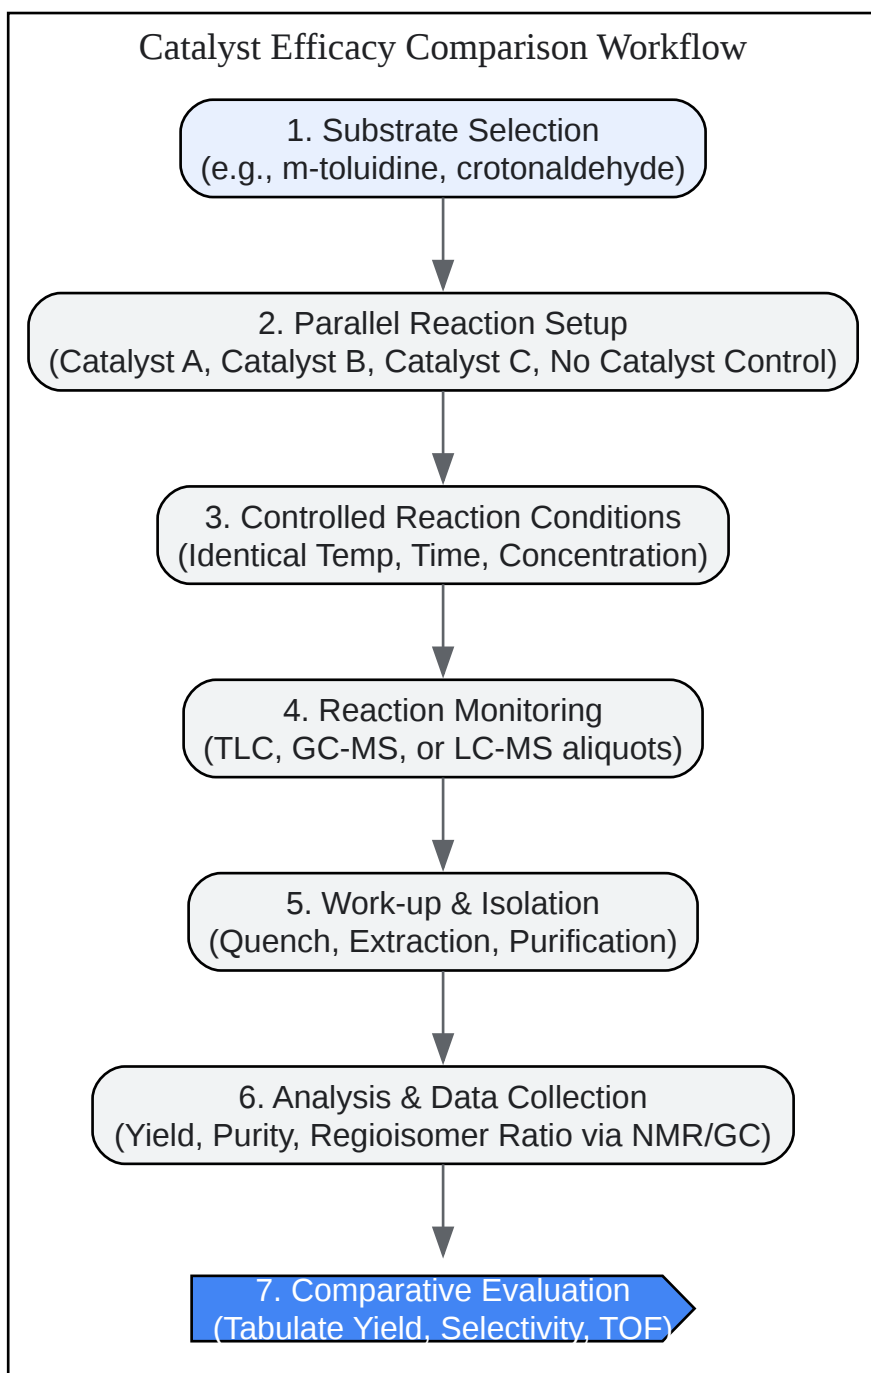 Catalyst Efficacy Comparison Workflow
1. Substrate Selection
(e.g., m-toluidine, crotonaldehyde)
2. Parallel Reaction Setup
(Catalyst A, Catalyst B, Catalyst C, No Catalyst Control)
3. Controlled Reaction Conditions
(Identical Temp, Time, Concentration)
4. Reaction Monitoring
(TLC, GC-MS, or LC-MS aliquots)
5. Work-up & Isolation
(Quench, Extraction, Purification)
6. Analysis & Data Collection
(Yield, Purity, Regioisomer Ratio via NMR/GC)
7. Comparative Evaluation
(Tabulate Yield, Selectivity, TOF)